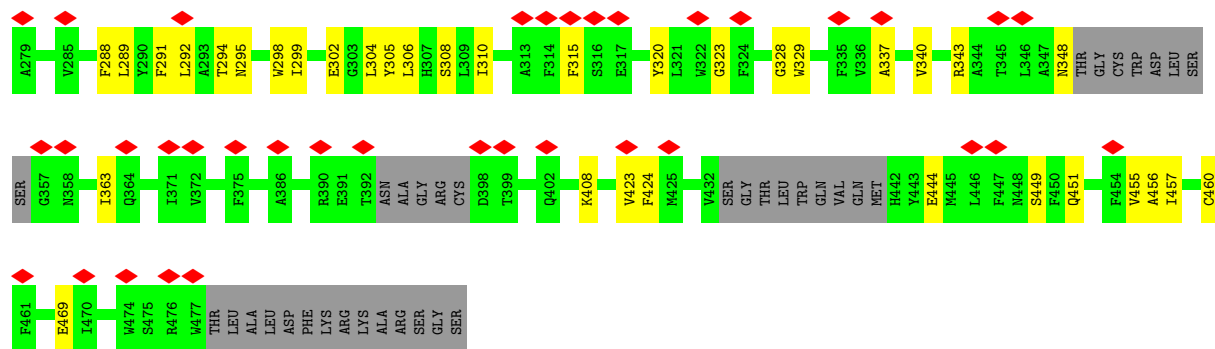 A279 V285 F288 L289 Y290 F291 L292 A293 T294 N295 W298 I299 E302 G303 L304 Y305 L306 H307 S308 L309 I310 A313 F314 F315 S316 E317 Y320 L321 W322 G323 F324 G328 W329 F335 V336 A337 V340 R343 A344 T345 L346 A347 N348 THR GLY CYS TRP ASP LEU SER
SER G357 N358 I363 Q364 I371 V372 F375 A386 R390 E391 T392 ASN ALA GLY ARG CYS D398 T399 Q402 K408 V423 F424 M425 V432 SER GLY THR LEU TRP GLN VAL GLN MET H442 Y443 E444 M445 L446 F447 N448 S449 F450 Q451 F454 V455 A456 I457 C460
F461 E469 I470 W474 S475 R476 W477 THR LEU ALA LEU ASP PHE LYS ARG LYS ALA ARG SER GLY SER